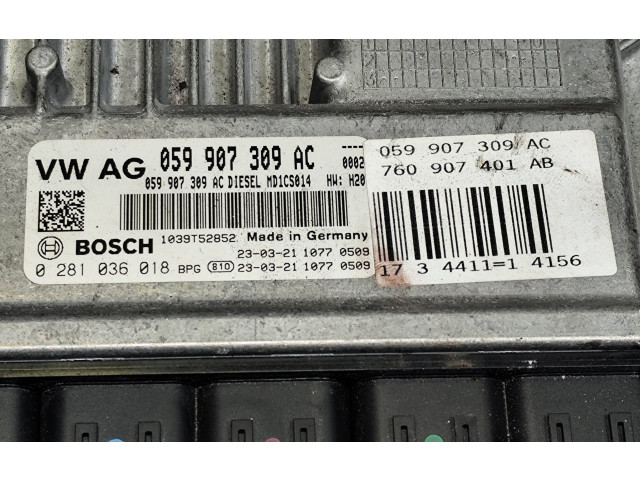 VW AG 059 907 309 AC ---- 0002
059 907 309 AC DIESEL MD1CS014 HW: H20
BOSCH 1039T52852 Made in Germany
23-03-21 1077 0509
0 281 036 018 BPG 810 23-03-21 1077 0509
059 907 309 AC
760 907 401 AB
17 3 4411=1 4156